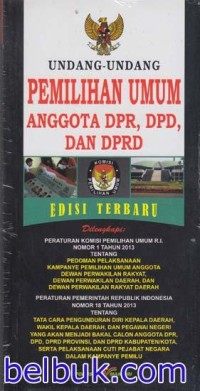 UNDANG-UNDANG
PEMILIHAN UMUM
ANGGOTA DPR, DPD,
DAN DPRD
KOMISI
PEMILIHAN UMUM
EDISI TERBARU
Dilengkapi:
PERATURAN KOMISI PEMILIHAN UMUM R.I.
NOMOR 1 TAHUN 2013
TENTANG
PEDOMAN PELAKSANAAN
KAMPANYE PEMILIHAN UMUM ANGGOTA
DEWAN PERWAKILAN RAKYAT,
DEWAN PERWAKILAN DAERAH, DAN
DEWAN PERWAKILAN RAKYAT DAERAH
PERATURAN PEMERINTAH REPUBLIK INDONESIA
NOMOR 18 TAHUN 2013
TENTANG
TATA CARA PENGUNDURAN DIRI KEPALA DAERAH,
WAKIL KEPALA DAERAH, DAN PEGAWAI NEGERI
YANG AKAN MENJADI BAKAL CALON ANGGOTA DPR,
DPD, DPRD PROVINSI, DAN DPRD KABUPATEN/KOTA,
SERTA PELAKSANAAN CUTI PEJABAT NEGARA
DALAM KAMPANYE PEMILU
belbuk.com